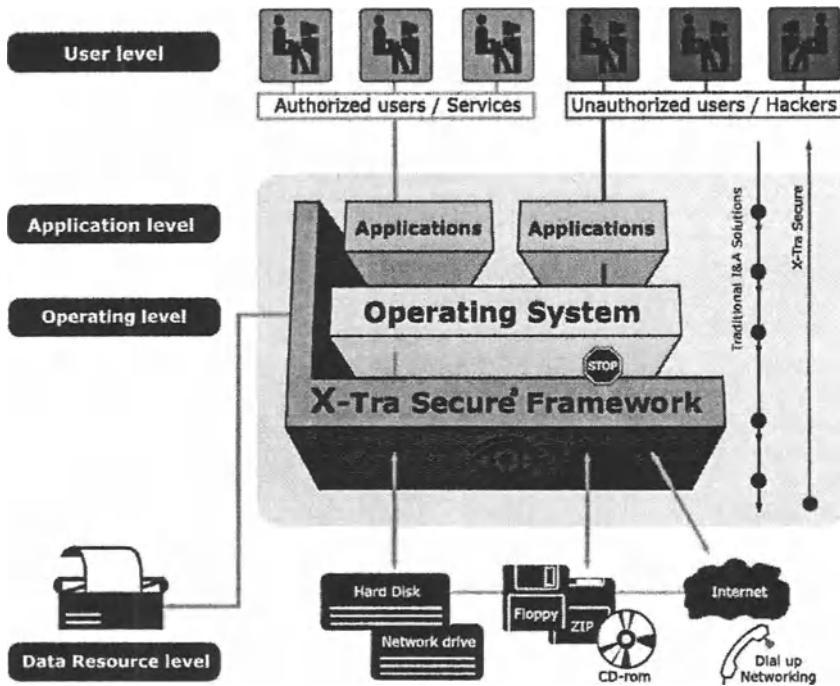 User level
Authorized users / Services
Unauthorized users / Hackers
Application level
Applications
Applications
Traditional I&A Solutions
X-Tra Secure
Operating level
Operating System
STOP
X-Tra Secure² Framework
Hard Disk
Network drive
Floppy
ZIP
CD-rom
Internet
Dial up
Networking
Data Resource level